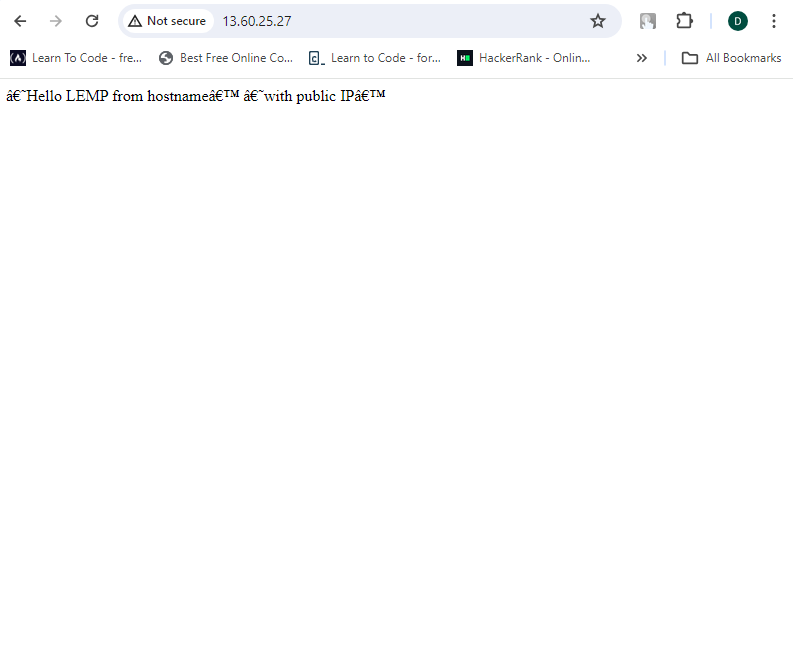 Not secure 13.60.25.27 D
Learn To Code - fre... Best Free Online Co... Learn to Code - for... HackerRank - Onlin... All Bookmarks
â€˜Hello LEMP from hostnameâ€™ â€˜with public IPâ€™